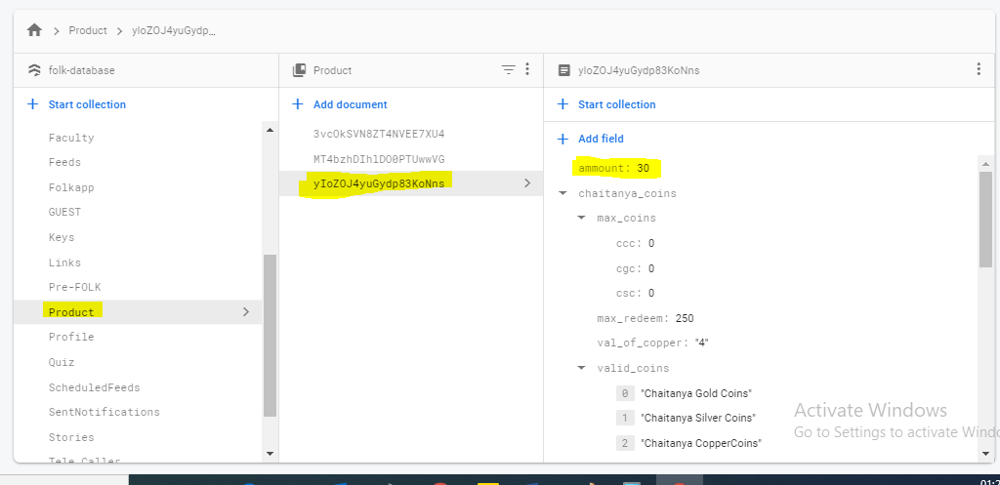 Product
yIoZOJ4yuGydp...
folk-database
Product
yIoZOJ4yuGydp83KoNns
Start collection
Add document
Start collection
Faculty
Feeds
Folkapp
GUEST
Keys
Links
Pre-FOLK
Product
Profile
Quiz
ScheduledFeeds
SentNotifications
Stories
Tele Caller
3vcOkSVN8ZT4NVEE7XU4
MT4bzhDIhlDO0PTUwwVG
yIoZOJ4yuGydp83KoNns
Add field
ammount: 30
chaitanya_coins
max_coins
ccc: 0
cgc: 0
csc: 0
max_redeem: 250
val_of_copper: "4"
valid_coins
0 "Chaitanya Gold Coins"
1 "Chaitanya Silver Coins"
2 "Chaitanya CopperCoins"
Activate Windows
Go to Settings to activate Wind